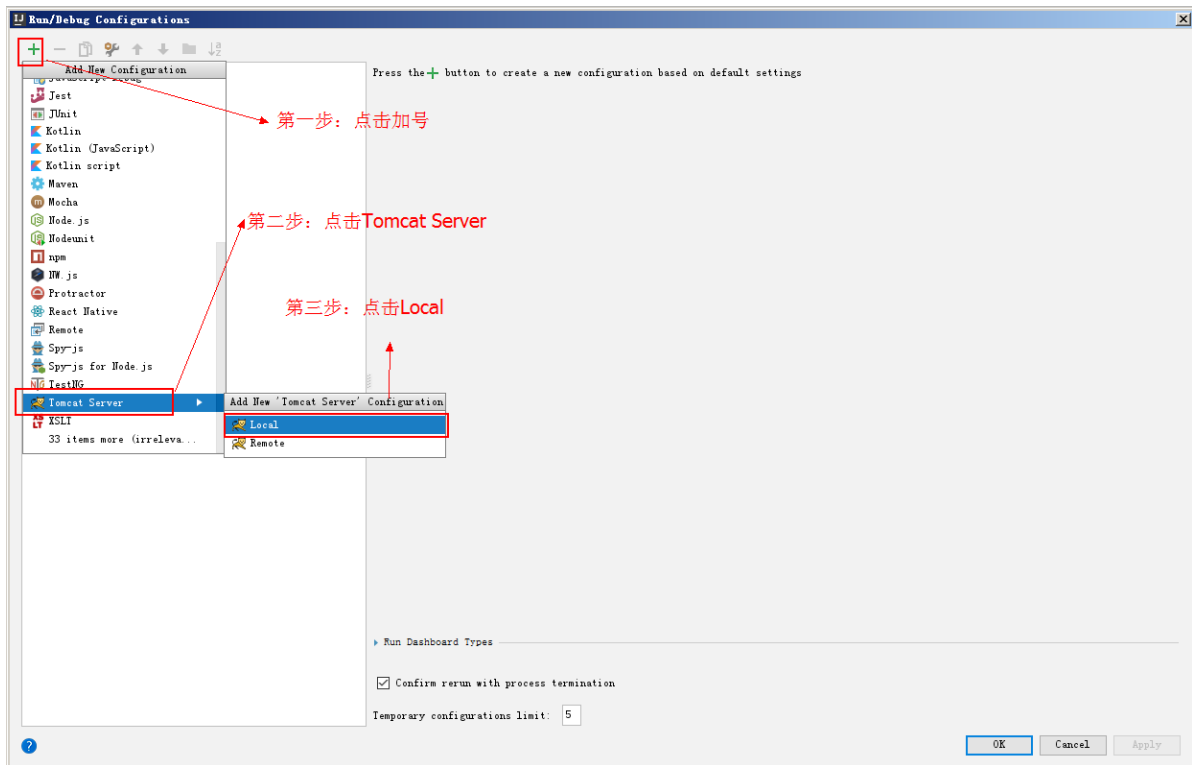 Run/Debug Configurations
Add New Configuration
Press the + button to create a new configuration based on default settings
Jest
JUnit
第一步：点击加号
Kotlin
Kotlin (JavaScript)
Kotlin script
Maven
Mocha
Node.js
第二步：点击Tomcat Server
Nodeunit
npm
NW.js
Protractor
React Native
第三步：点击Local
Remote
Spy-js
Spy-js for Node.js
TestNG
Tomcat Server
Add New 'Tomcat Server' Configuration
XSLT
Local
33 items more (irreleva...
Remote
Run Dashboard Types
Confirm rerun with process termination
Temporary configurations limit: 5
OK
Cancel
Apply